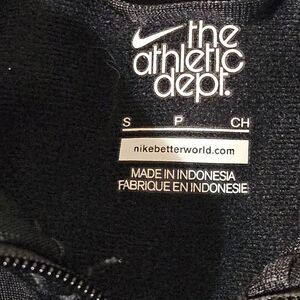 the
athletic
dept.
S P CH
nikebetterworld.com
MADE IN INDONESIA
FABRIQUE EN INDONESIE